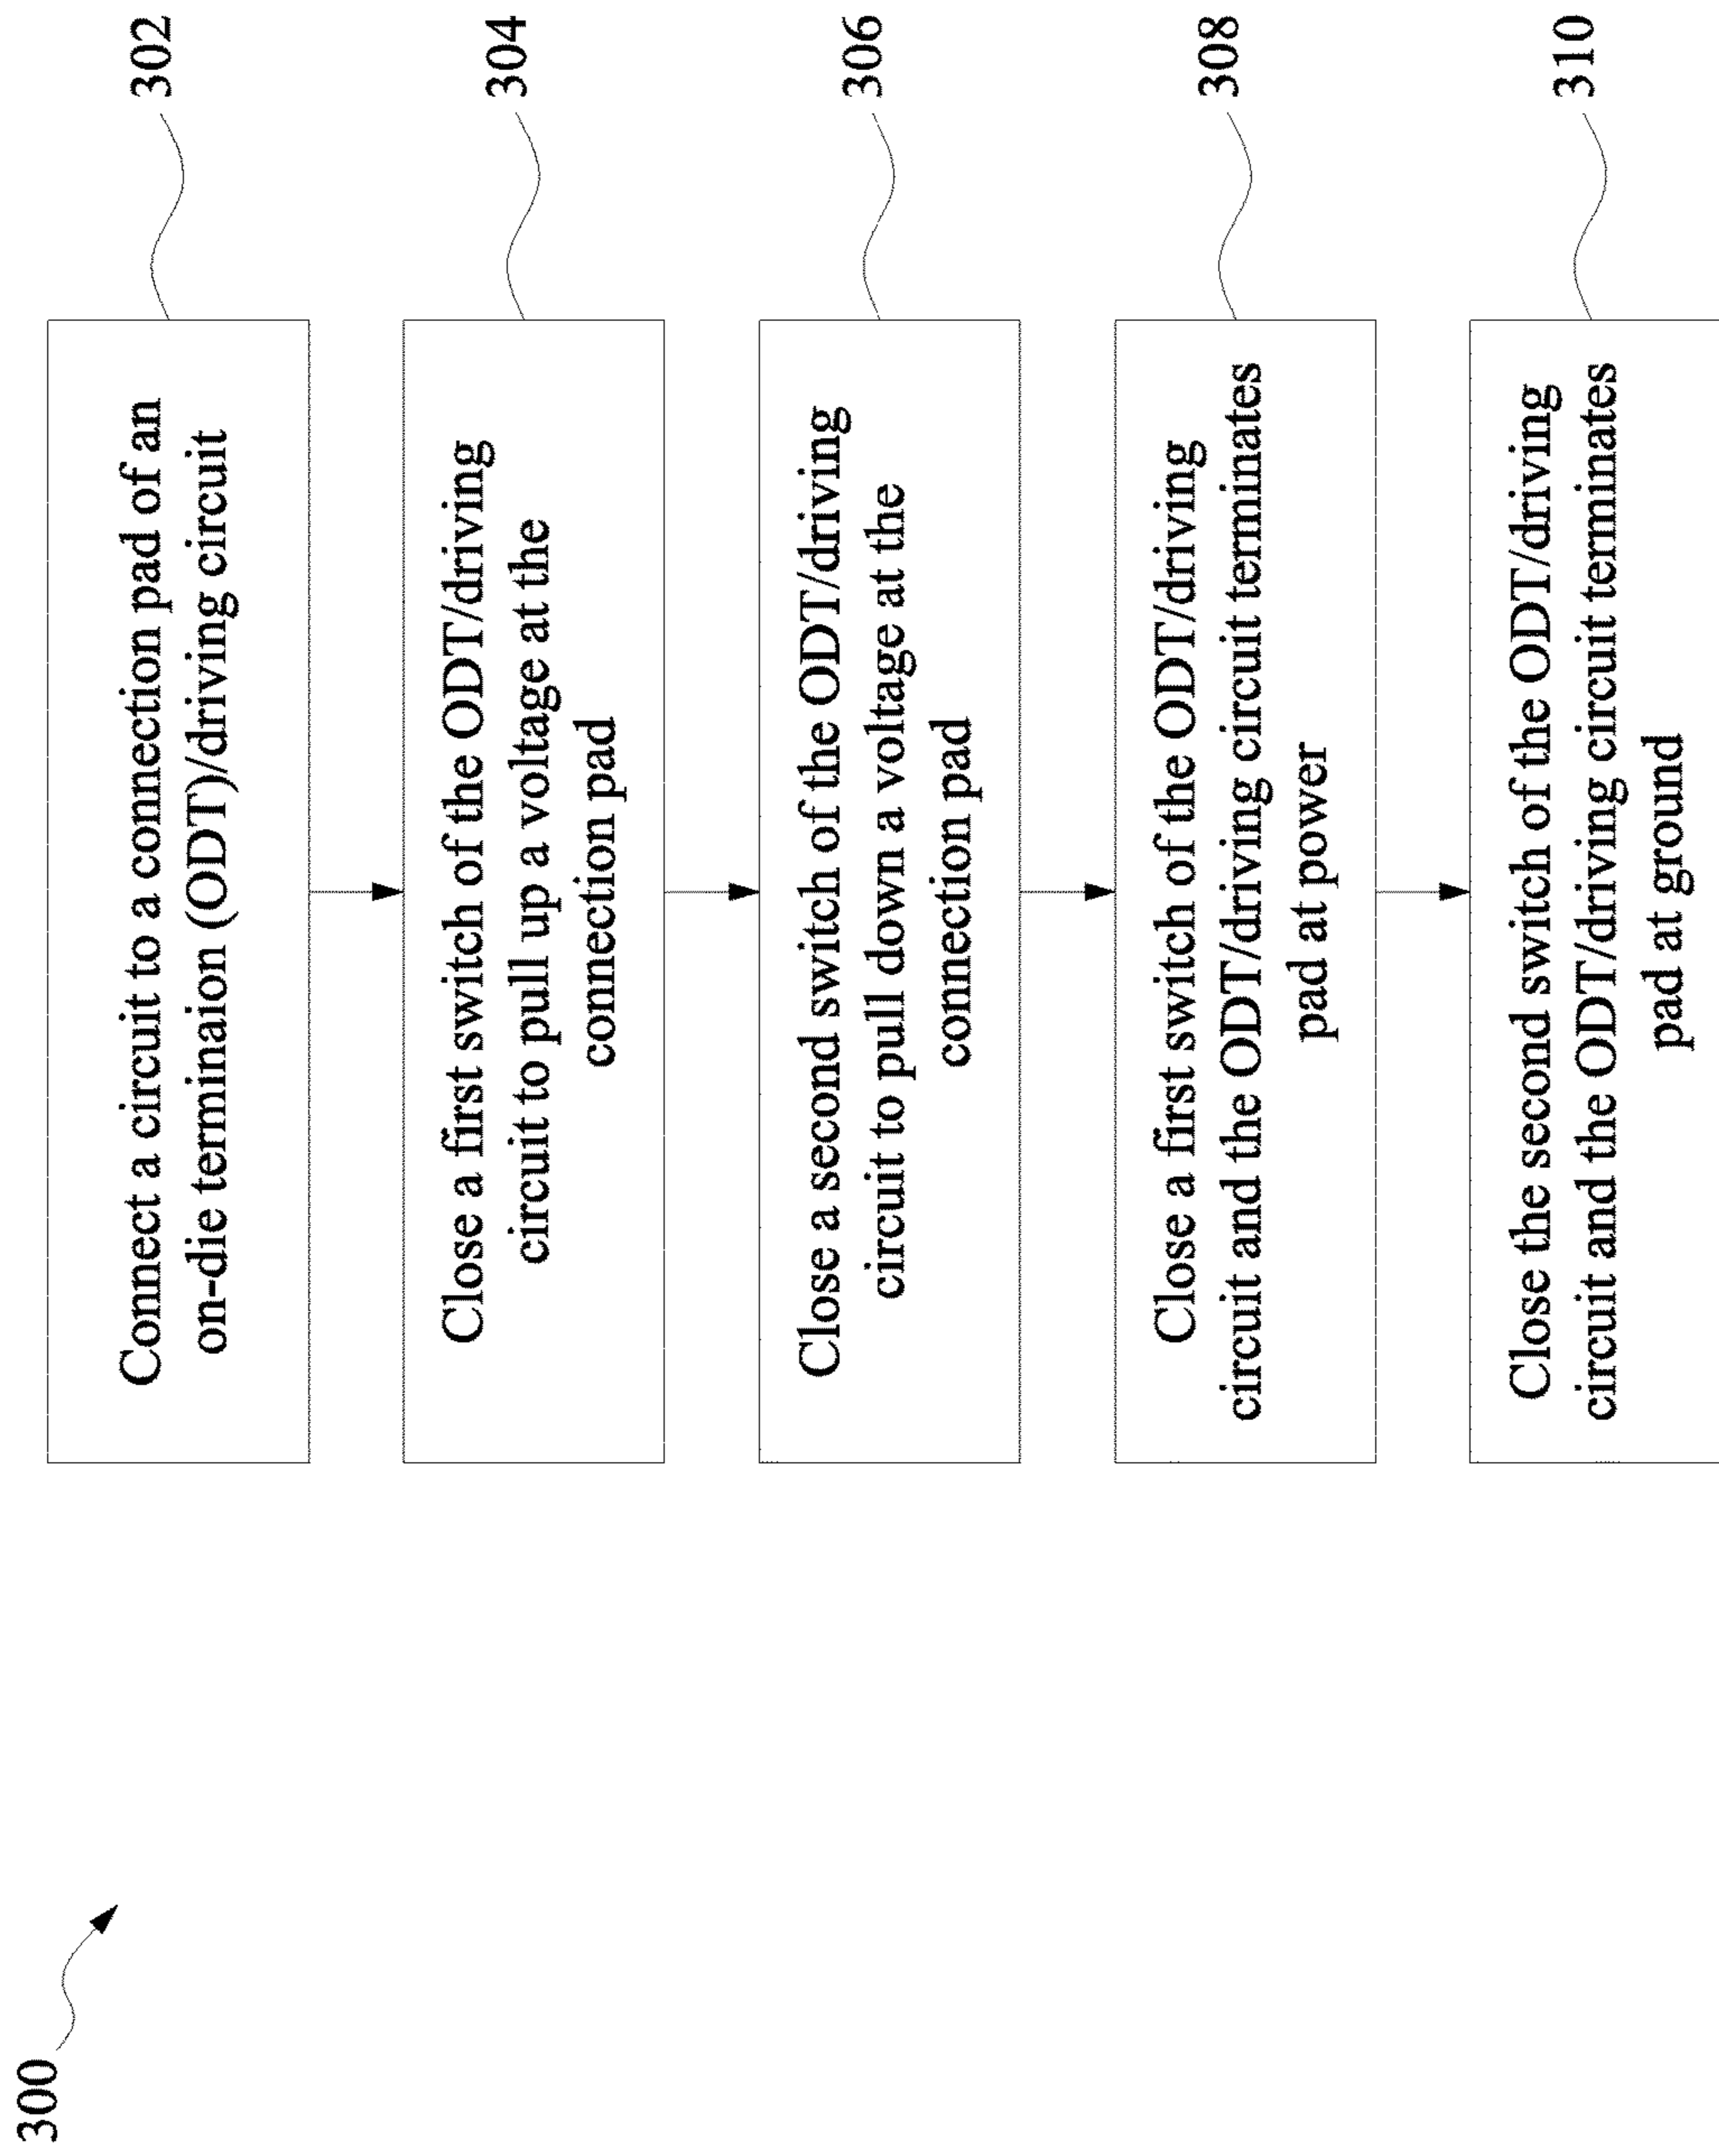 300
Connect a circuit to a connection pad of an
on-die terminaion (ODT)/driving circuit
302
Close a first switch of the ODT/driving
circuit to pull up a voltage at the
connection pad
304
Close a second switch of the ODT/driving
circuit to pull down a voltage at the
connection pad
306
Close a first switch of the ODT/driving
circuit and the ODT/driving circuit terminates
pad at power
308
Close the second switch of the ODT/driving
circuit and the ODT/driving circuit terminates
pad at ground
310